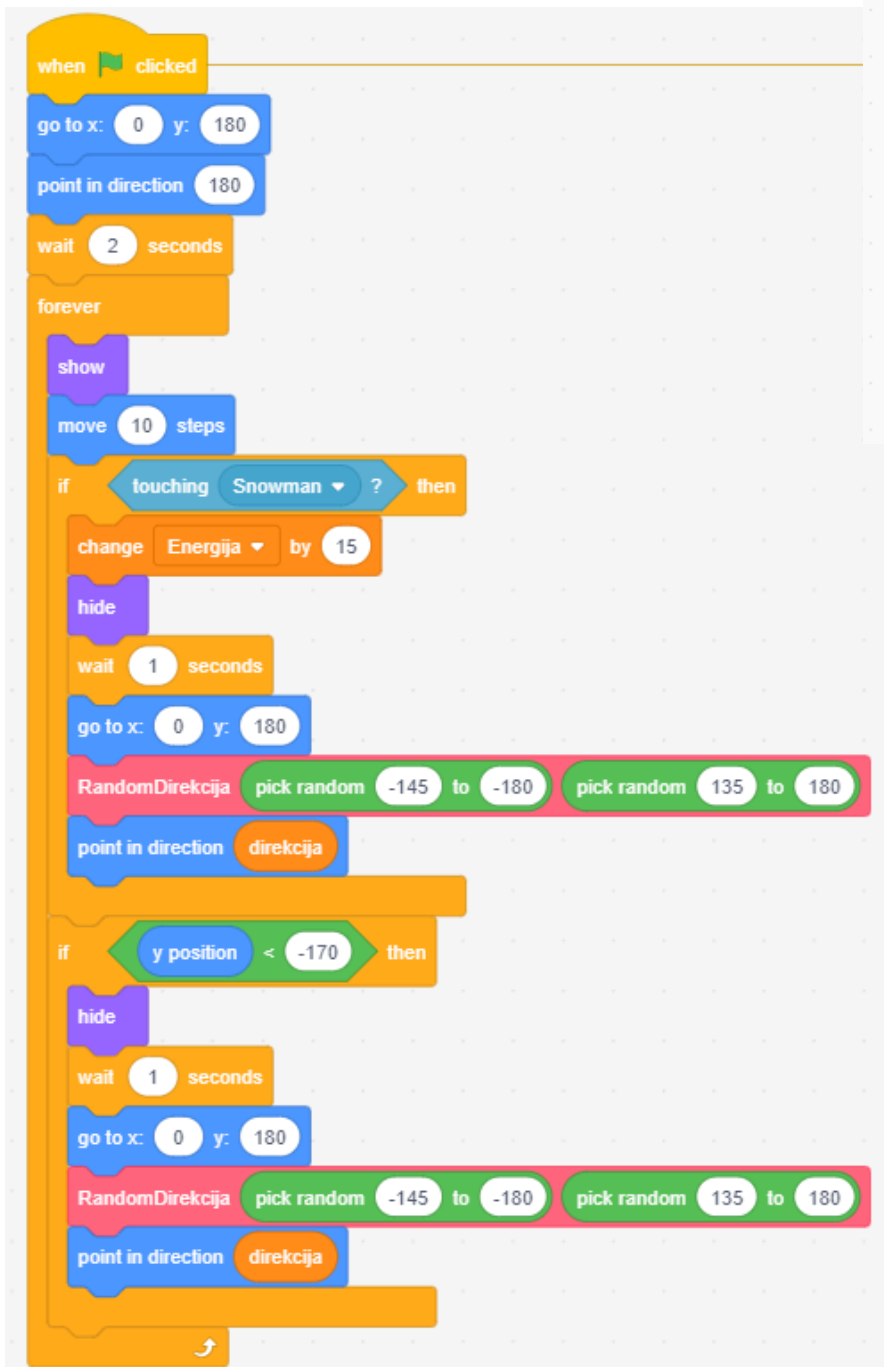 when clicked
go to x: 0 y: 180
point in direction 180
wait 2 seconds
forever
show
move 10 steps
if touching Snowman ? then
change Energija by 15
hide
wait 1 seconds
go to x: 0 y: 180
RandomDirekcija pick random -145 to -180 pick random 135 to 180
point in direction direkcija
if y position < -170 then
hide
wait 1 seconds
go to x: 0 y: 180
RandomDirekcija pick random -145 to -180 pick random 135 to 180
point in direction direkcija